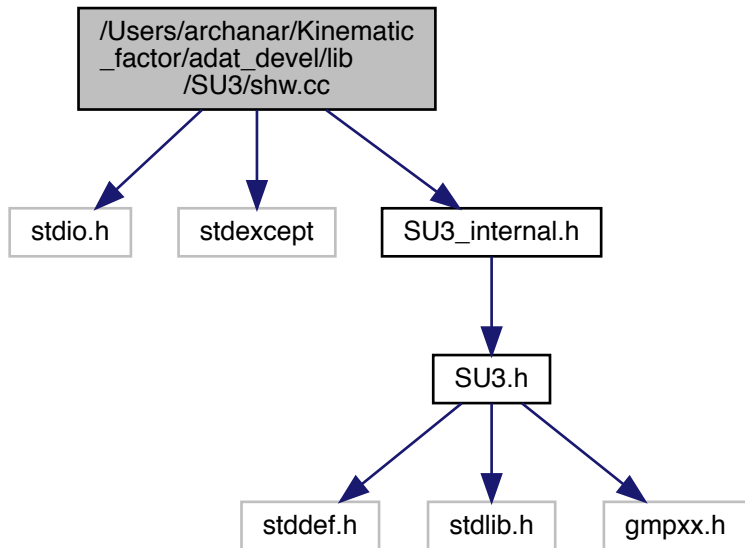 /Users/archanar/Kinematic
_factor/adat_devel/lib
/SU3/shw.cc
stdio.h
stdexcept
SU3_internal.h
SU3.h
stddef.h
stdlib.h
gmpxx.h